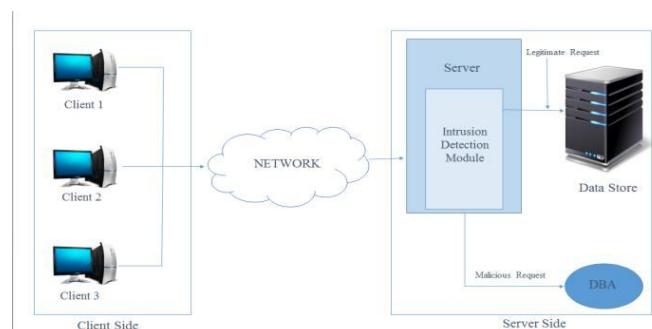 Client 1
Client 2
Client 3
Client Side
NETWORK
Server
Intrusion
Detection
Module
Legitimate Request
Data Store
Malicious Request
DBA
Server Side